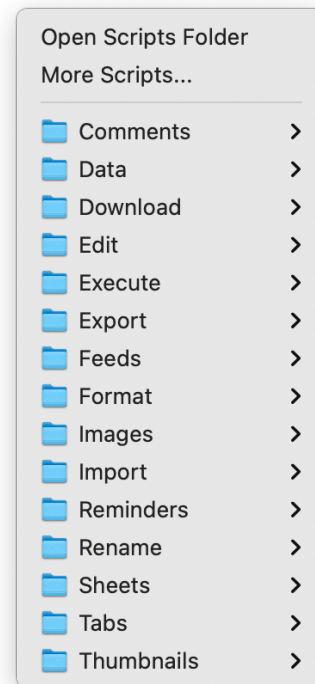 Open Scripts Folder
More Scripts...
Comments
Data
Download
Edit
Execute
Export
Feeds
Format
Images
Import
Reminders
Rename
Sheets
Tabs
Thumbnails